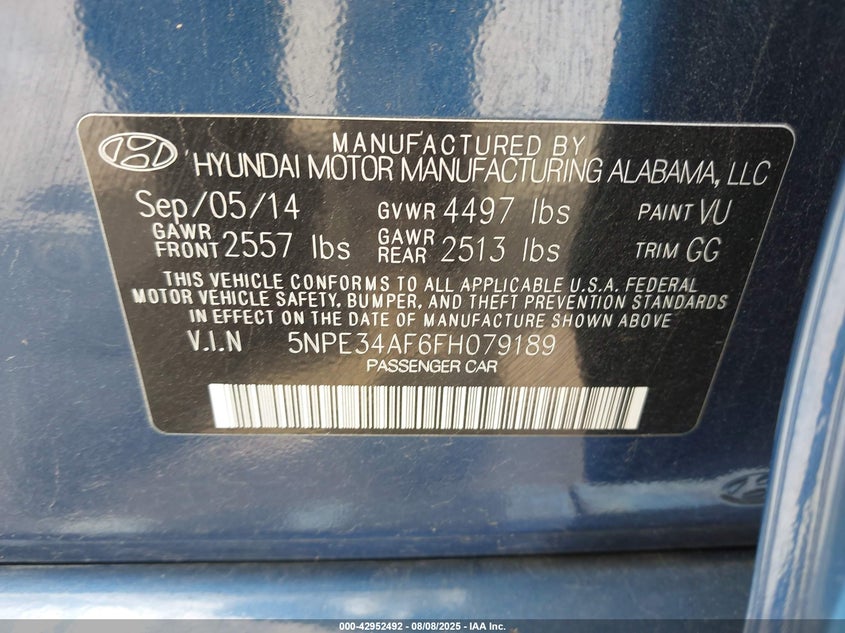 MANUFACTURED BY
HYUNDAI MOTOR MANUFACTURING ALABAMA, LLC
Sep/05/14 GVWR 4497 lbs PAINT VU
GAWR FRONT 2557 lbs GAWR REAR 2513 lbs TRIM GG
THIS VEHICLE CONFORMS TO ALL APPLICABLE U.S.A. FEDERAL
MOTOR VEHICLE SAFETY, BUMPER, AND THEFT PREVENTION STANDARDS
IN EFFECT ON THE DATE OF MANUFACTURE SHOWN ABOVE.
V.I.N 5NPE34AF6FH079189
PASSENGER CAR
000-42952492 - 08/08/2025 - IAA Inc.